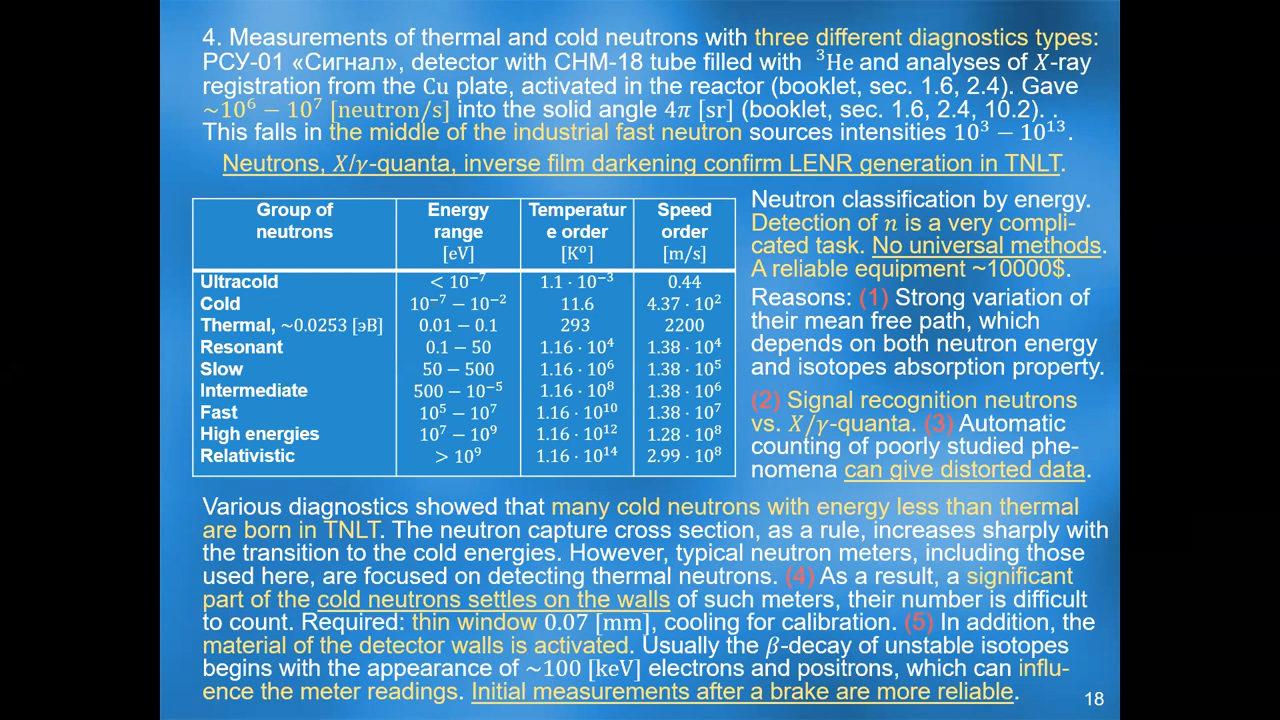 4. Measurements of thermal and cold neutrons with three different diagnostics types:
РСУ-01 «Сигнал», detector with СНМ-18 tube filled with ³He and analyses of X-ray
registration from the Cu plate, activated in the reactor (booklet, sec. 1.6, 2.4). Gave
~10⁶ − 10⁷ [neutron/s] into the solid angle 4π [sr] (booklet, sec. 1.6, 2.4, 10.2). .
This falls in the middle of the industrial fast neutron sources intensities 10³ − 10¹³.
Neutrons, X/γ-quanta, inverse film darkening confirm LENR generation in TNLT.
Group of neutrons Energy range [eV] Temperatur e order [Kº] Speed order [m/s]
Ultracold < 10⁻⁷ 1.1 · 10⁻³ 0.44
Cold 10⁻⁷ − 10⁻² 11.6 4.37 · 10²
Thermal, ~0.0253 [эВ] 0.01 − 0.1 293 2200
Resonant 0.1 − 50 1.16 · 10⁴ 1.38 · 10⁴
Slow 50 − 500 1.16 · 10⁶ 1.38 · 10⁵
Intermediate 500 − 10⁻⁵ 1.16 · 10⁸ 1.38 · 10⁶
Fast 10⁵ − 10⁷ 1.16 · 10¹⁰ 1.38 · 10⁷
High energies 10⁷ − 10⁹ 1.16 · 10¹² 1.28 · 10⁸
Relativistic > 10⁹ 1.16 · 10¹⁴ 2.99 · 10⁸
Neutron classification by energy.
Detection of n is a very compli-
cated task. No universal methods.
A reliable equipment ~10000$.
Reasons: (1) Strong variation of
their mean free path, which
depends on both neutron energy
and isotopes absorption property.
(2) Signal recognition neutrons
vs. X/γ-quanta. (3) Automatic
counting of poorly studied phe-
nomena can give distorted data.
Various diagnostics showed that many cold neutrons with energy less than thermal
are born in TNLT. The neutron capture cross section, as a rule, increases sharply with
the transition to the cold energies. However, typical neutron meters, including those
used here, are focused on detecting thermal neutrons. (4) As a result, a significant
part of the cold neutrons settles on the walls of such meters, their number is difficult
to count. Required: thin window 0.07 [mm], cooling for calibration. (5) In addition, the
material of the detector walls is activated. Usually the β-decay of unstable isotopes
begins with the appearance of ~100 [keV] electrons and positrons, which can influ-
ence the meter readings. Initial measurements after a brake are more reliable.
18